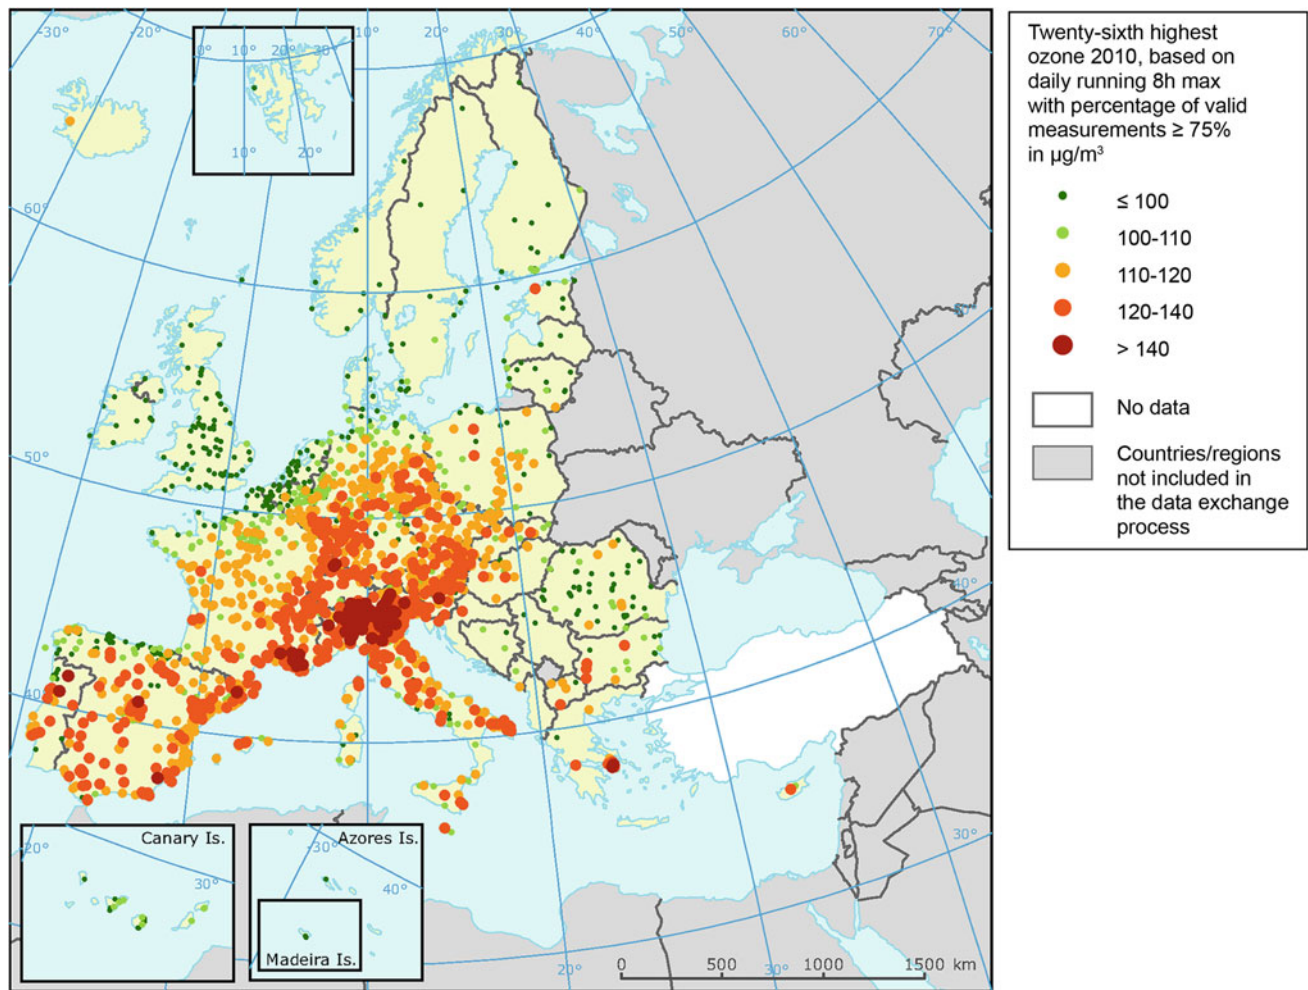 -30°
-20°
-10°
0°
10°
20°
30°
40°
50°
60°
70°
0°
10°
20°
30°
10°
20°
60°
50°
50°
40°
40°
Canary Is.
-20°
30°
Azores Is.
-30°
40°
Madeira Is.
30°
20°
30°
0 500 1000 1500 km
Twenty-sixth highest
ozone 2010, based on
daily running 8h max
with percentage of valid
measurements ≥ 75%
in µg/m³
≤ 100
100-110
110-120
120-140
> 140
No data
Countries/regions
not included in
the data exchange
process